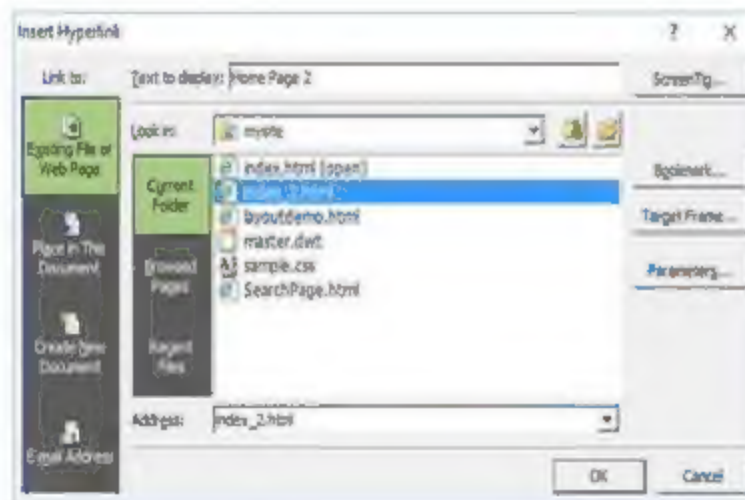 Insert Hyperlink
? X
Link to:
Text to display: Home Page 2
ScreenTip...
Existing File or
Web Page
Look in: mysite
Current
Folder
index.html (open)
index_2.html
layoutdemo.html
master.dwt
sample.css
SearchPage.html
Bookmark...
Target Frame...
Parameters...
Place in This
Document
Browsed
Pages
Create New
Document
Recent
Files
E-mail Address
Address: index_2.html
OK
Cancel